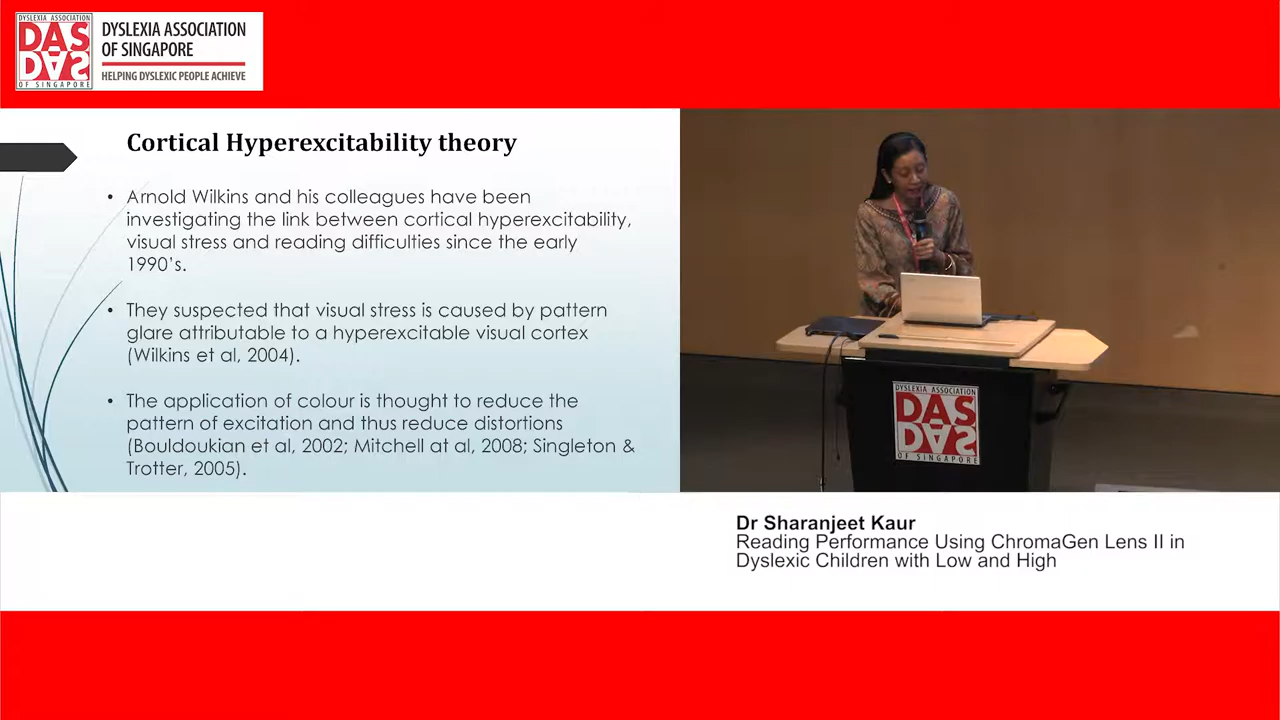 DYSLEXIA ASSOCIATION
DAS
DAS
OF SINGAPORE
DYSLEXIA ASSOCIATION
OF SINGAPORE
HELPING DYSLEXIC PEOPLE ACHIEVE
Cortical Hyperexcitability theory
• Arnold Wilkins and his colleagues have been
investigating the link between cortical hyperexcitability,
visual stress and reading difficulties since the early
1990’s.
• They suspected that visual stress is caused by pattern
glare attributable to a hyperexcitable visual cortex
(Wilkins et al, 2004).
• The application of colour is thought to reduce the
pattern of excitation and thus reduce distortions
(Bouldoukian et al, 2002; Mitchell at al, 2008; Singleton &
Trotter, 2005).
DYSLEXIA ASSOCIATION
DAS
DAS
OF SINGAPORE
Dr Sharanjeet Kaur
Reading Performance Using ChromaGen Lens II in
Dyslexic Children with Low and High